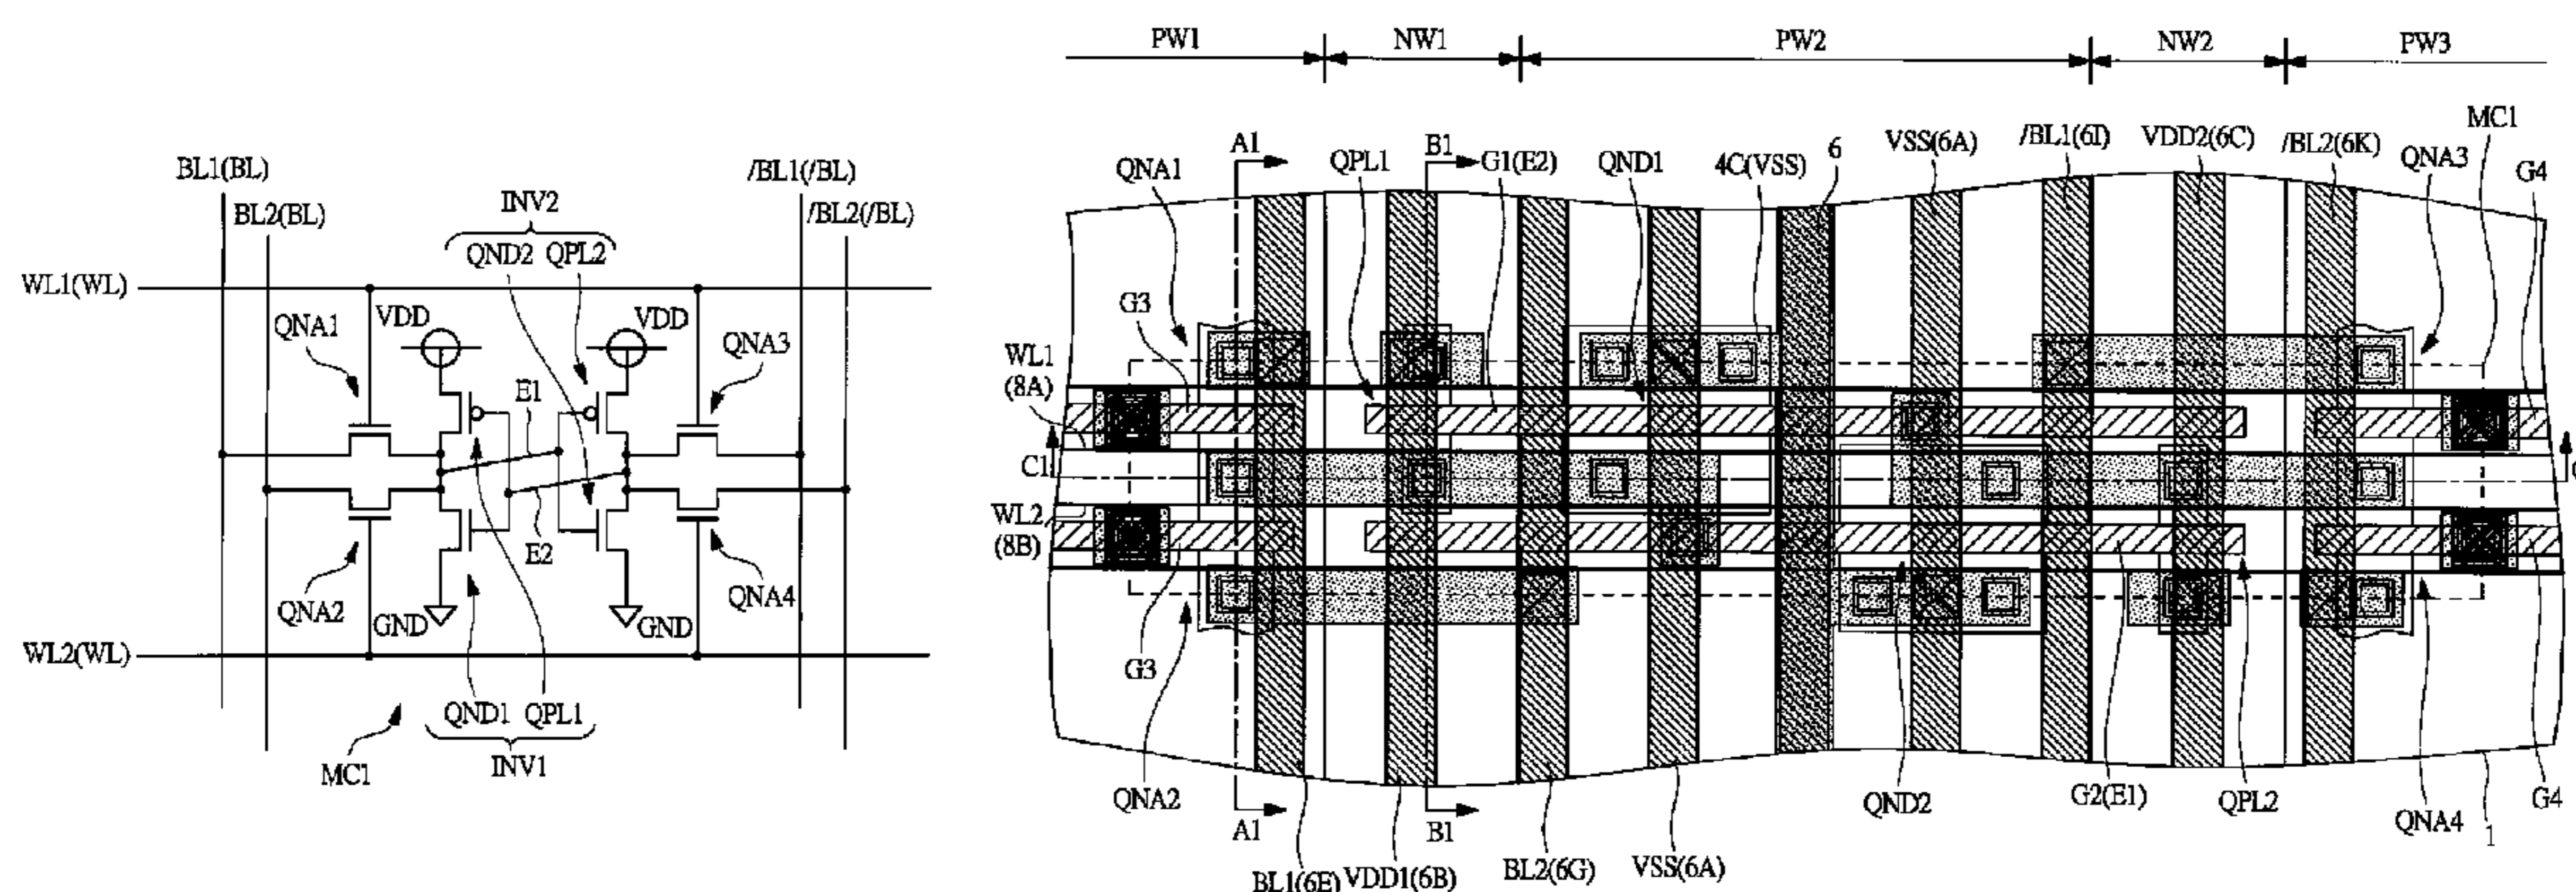 BL1(BL)
/BL1(/BL)
BL2(BL)
INV2
/BL2(/BL)
QND2 QPL2
WL1(WL)
QNA1
VDD
VDD
QNA3
E1
E2
QNA2
GND
GND
QNA4
WL2(WL)
QND1 QPL1
MC1
INV1
PW1
NW1
PW2
NW2
PW3
A1
QNA1
QPL1
B1
G1(E2)
QND1
4C(VSS)
6
VSS(6A)
/BL1(6I)
VDD2(6C)
/BL2(6K)
QNA3
MC1
G4
G3
WL1
(8A)
C1
WL2
(8B)
G3
QNA2
A1
B1
BL1(6E)
VDD1(6B)
BL2(6G)
VSS(6A)
QND2
G2(E1)
QPL2
QNA4
1
G4